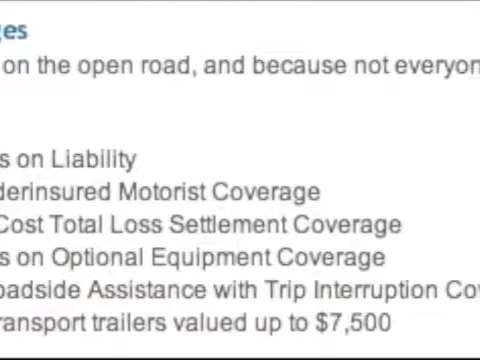 ges
on the open road, and because not everyon
s on Liability
derinsured Motorist Coverage
Cost Total Loss Settlement Coverage
s on Optional Equipment Coverage
oadside Assistance with Trip Interruption Co
ransport trailers valued up to $7,500